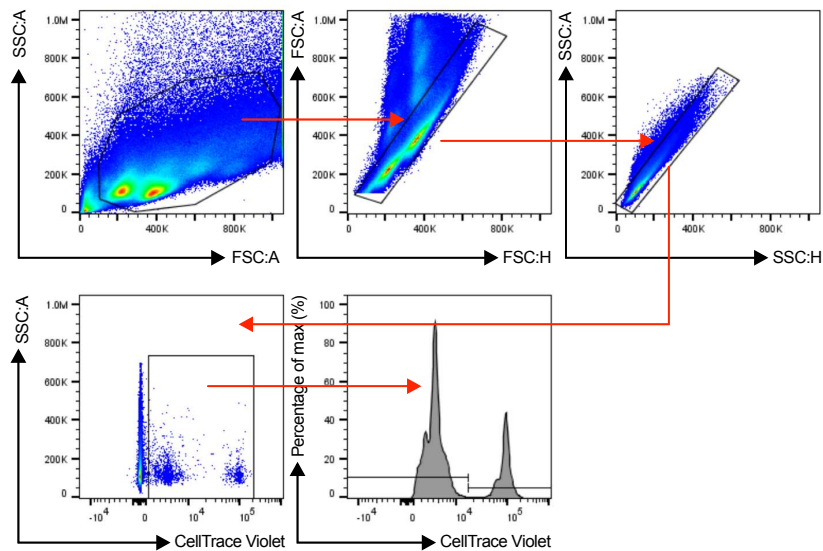 SSC:A
1.0M
800K
600K
400K
200K
0
0
400K
800K
FSC:A
FSC:A
1.0M
800K
600K
400K
200K
0
0
400K
800K
FSC:H
SSC:A
1.0M
800K
600K
400K
200K
0
0
400K
800K
SSC:H
SSC:A
1.0M
800K
600K
400K
200K
0
-10⁴
0
10⁴
10⁵
CellTrace Violet
Percentage of max (%)
100
80
60
40
20
0
-10⁴
0
10⁴
10⁵
CellTrace Violet